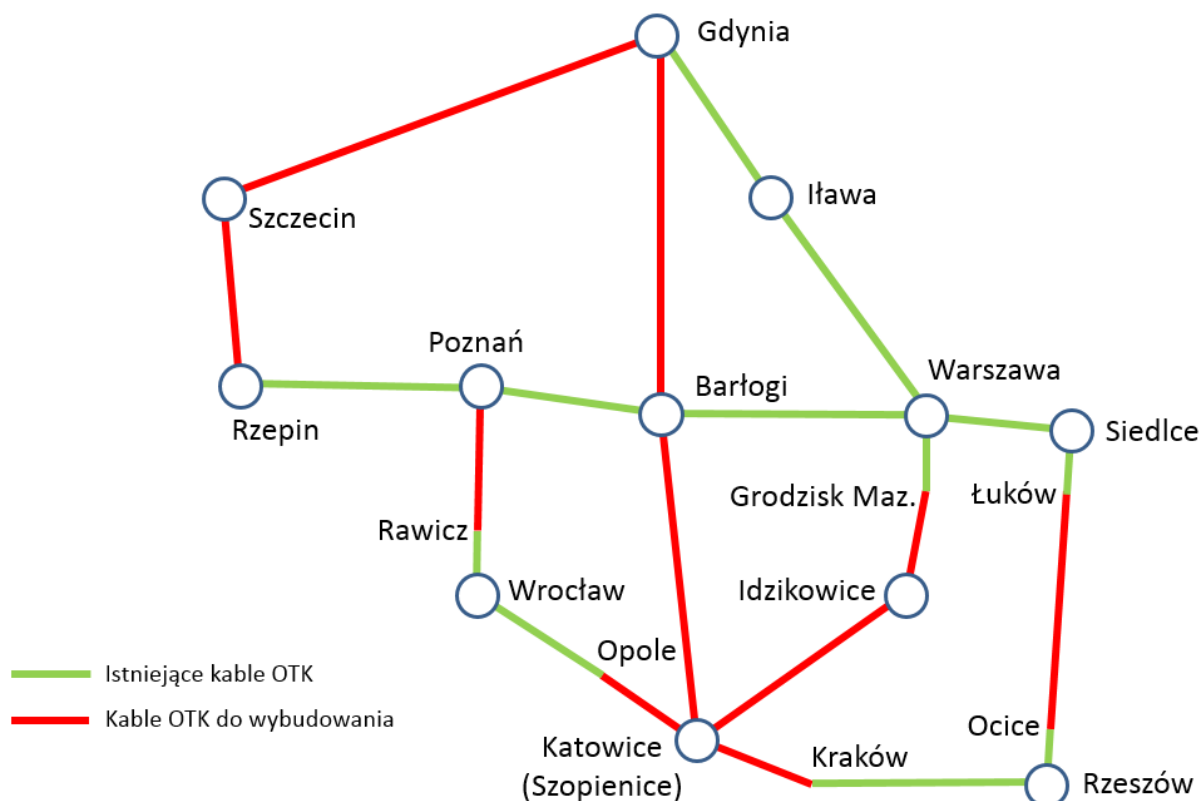 Gdynia
Iława
Szczecin
Poznań
Barłogi
Warszawa
Rzepin
Siedlce
Grodzisk Maz.
Łuków
Rawicz
Wrocław
Idzikowice
Opole
Istniejące kable OTK
Kable OTK do wybudowania
Ocice
Katowice
(Szopienice)
Kraków
Rzeszów